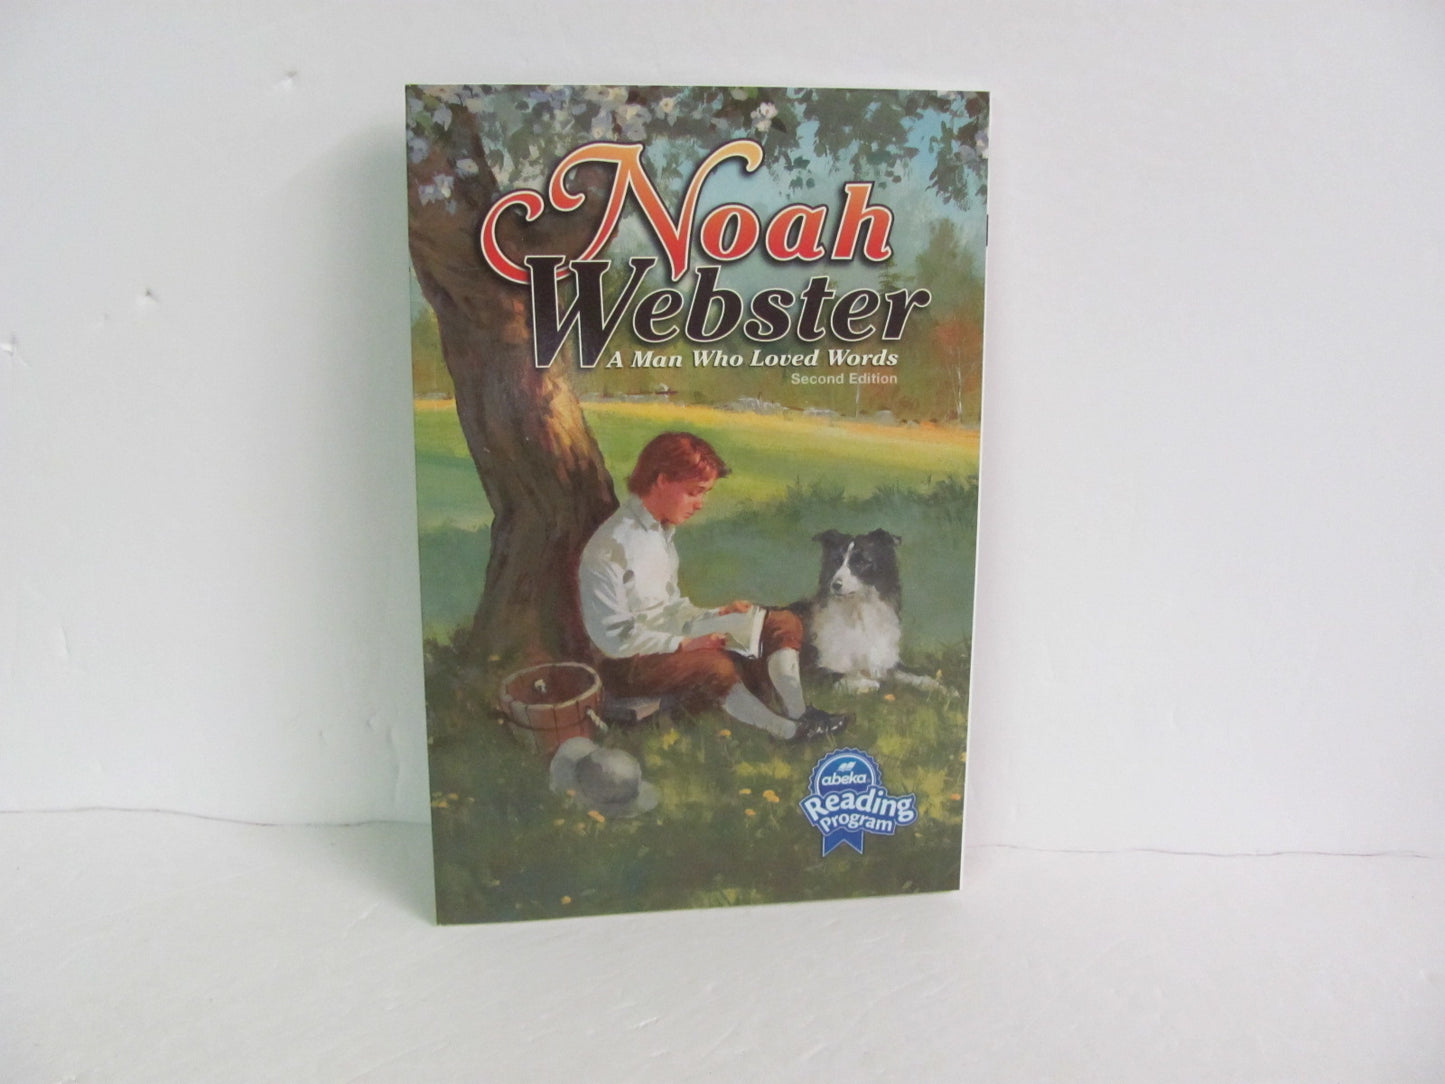 Noah
Webster
A Man Who Loved Words
Second Edition
abeka
Reading
Program